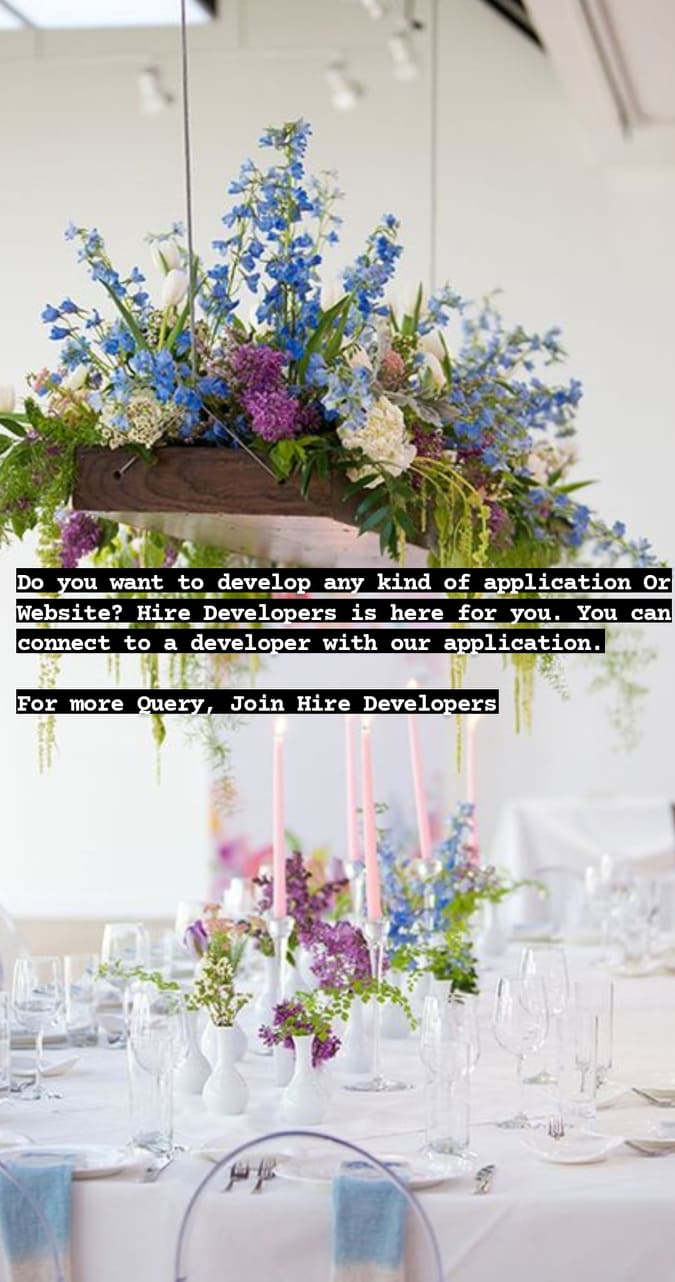 Do you want to develop any kind of application Or
Website? Hire Developers is here for you. You can
connect to a developer with our application.
For more Query, Join Hire Developers